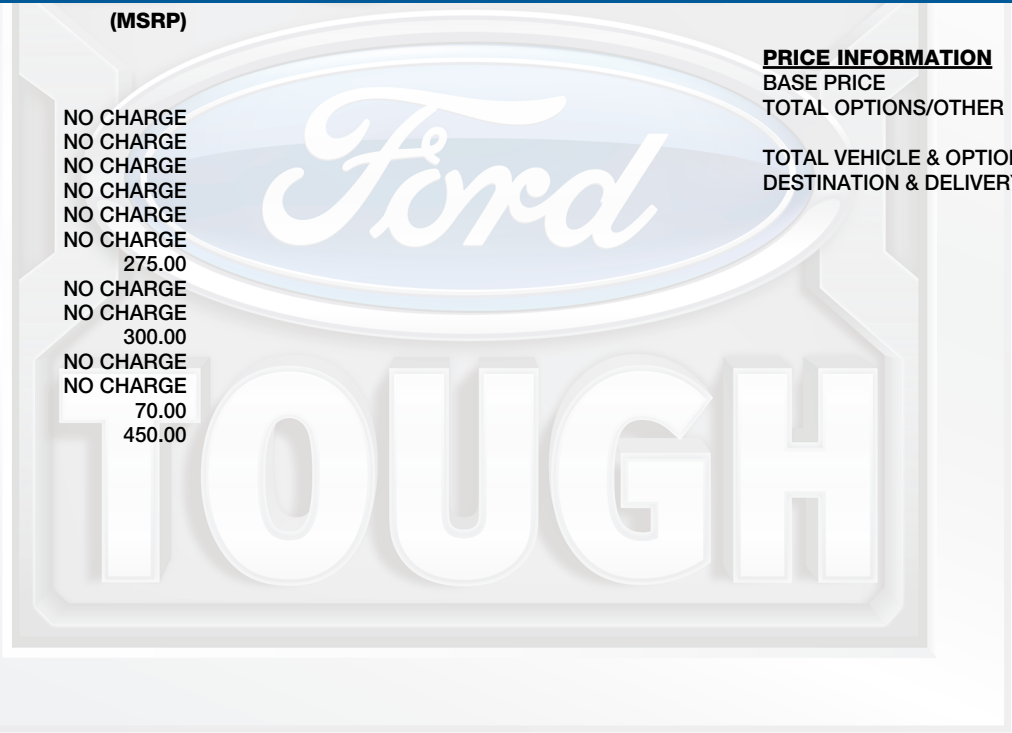 (MSRP)
NO CHARGE
NO CHARGE
NO CHARGE
NO CHARGE
NO CHARGE
NO CHARGE
275.00
NO CHARGE
NO CHARGE
300.00
NO CHARGE
NO CHARGE
70.00
450.00
PRICE INFORMATION
BASE PRICE
TOTAL OPTIONS/OTHER
TOTAL VEHICLE & OPTION
DESTINATION & DELIVERY
Ford
TOUGH